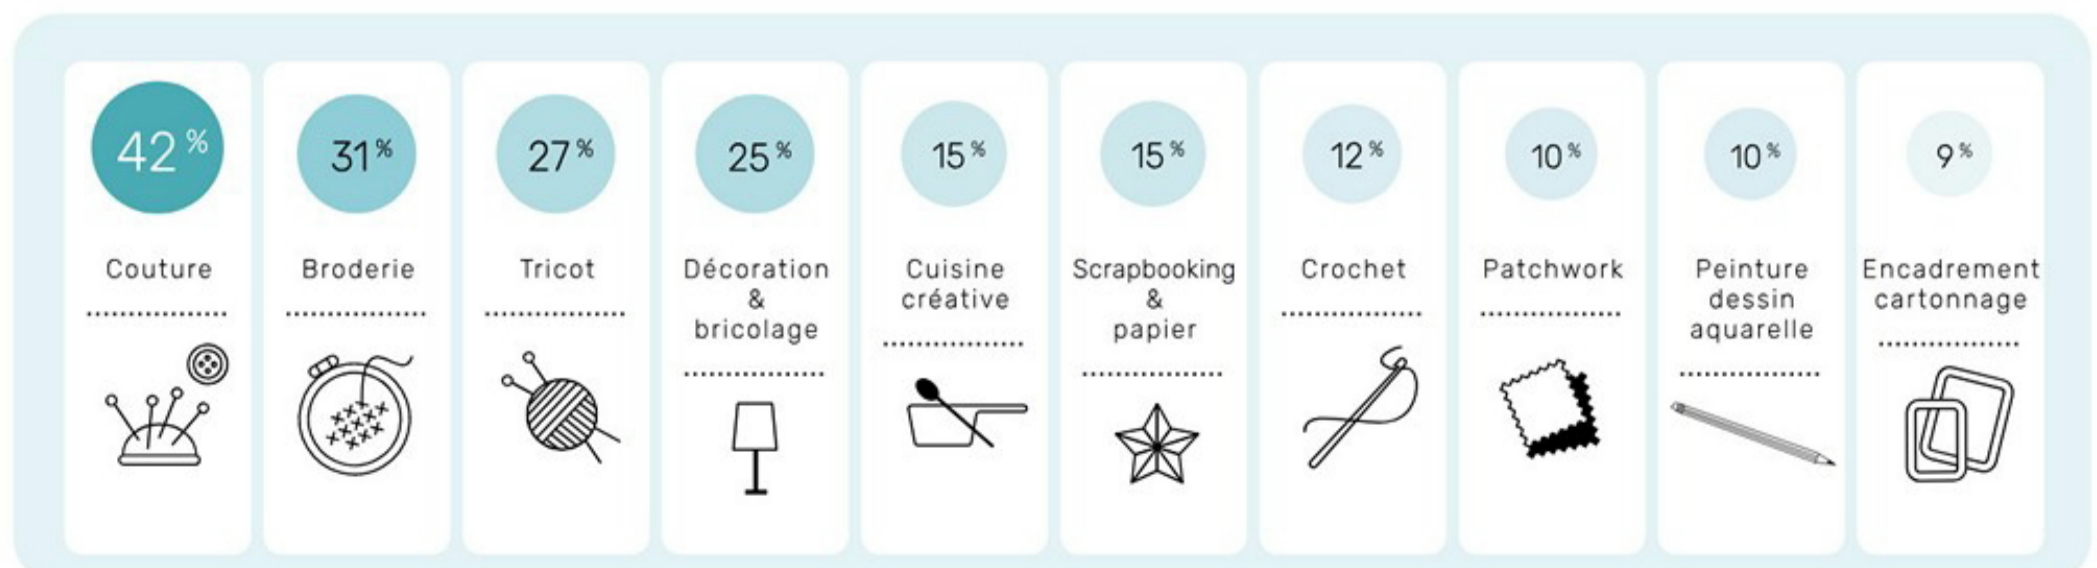 42 %
Couture
31 %
Broderie
27 %
Tricot
25 %
Décoration
&
bricolage
15 %
Cuisine
créative
15 %
Scrapbooking
&
papier
12 %
Crochet
10 %
Patchwork
10 %
Peinture
dessin
aquarelle
9 %
Encadrement
cartonnage